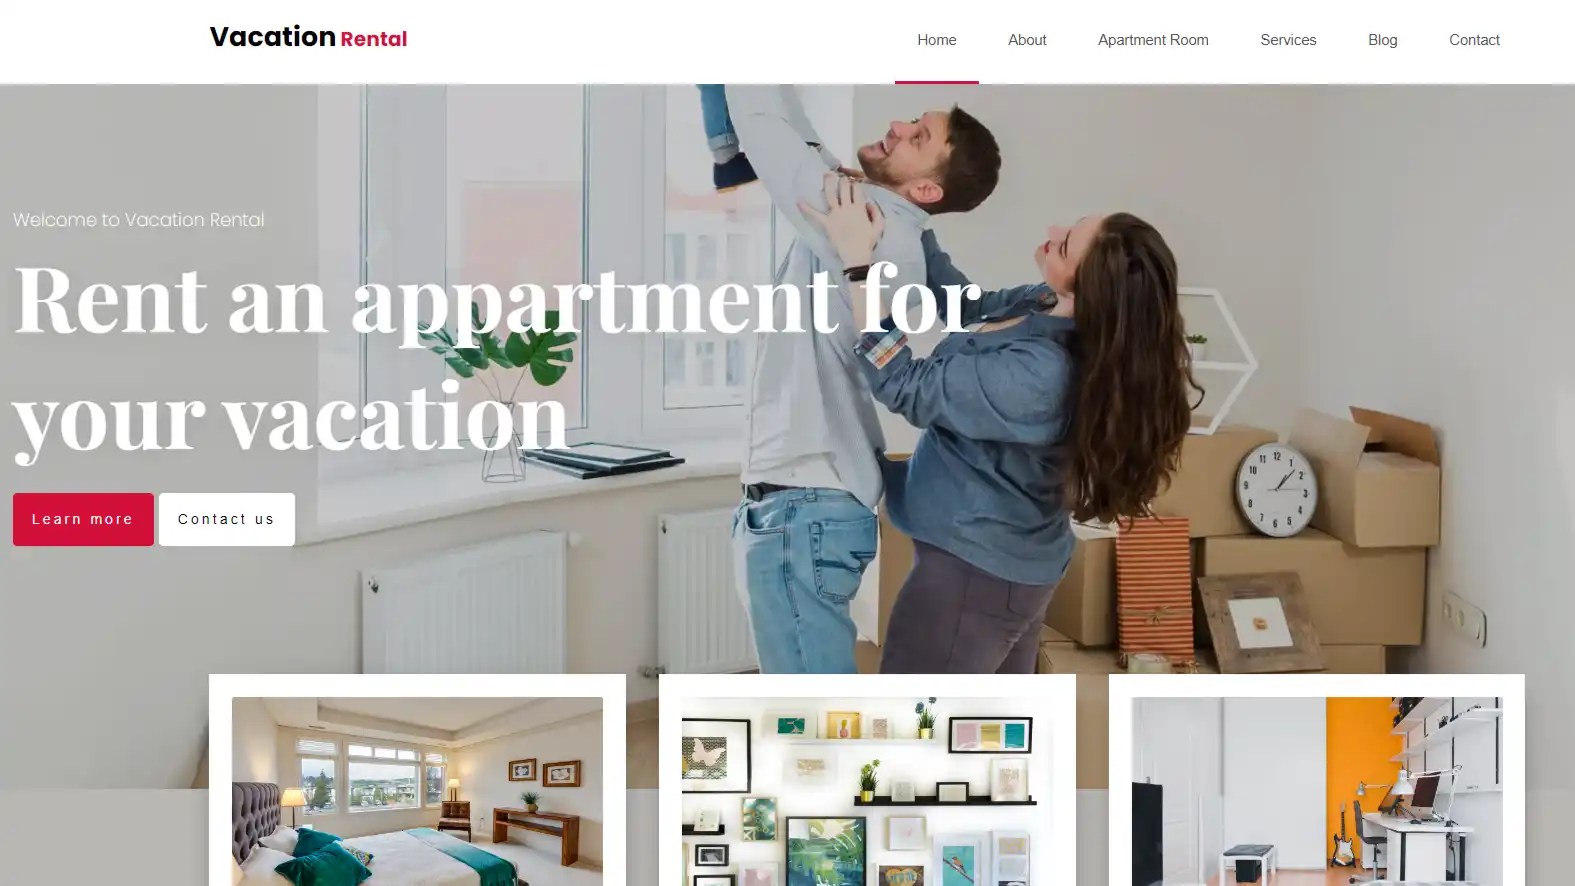 Vacation Rental
Home About Apartment Room Services Blog Contact
Welcome to Vacation Rental
Rent an appartment for
your vacation
Learn more Contact us